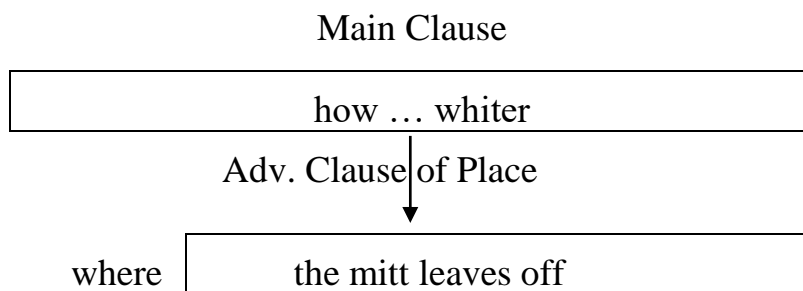 Main Clause
how … whiter
Adv. Clause of Place
where the mitt leaves off